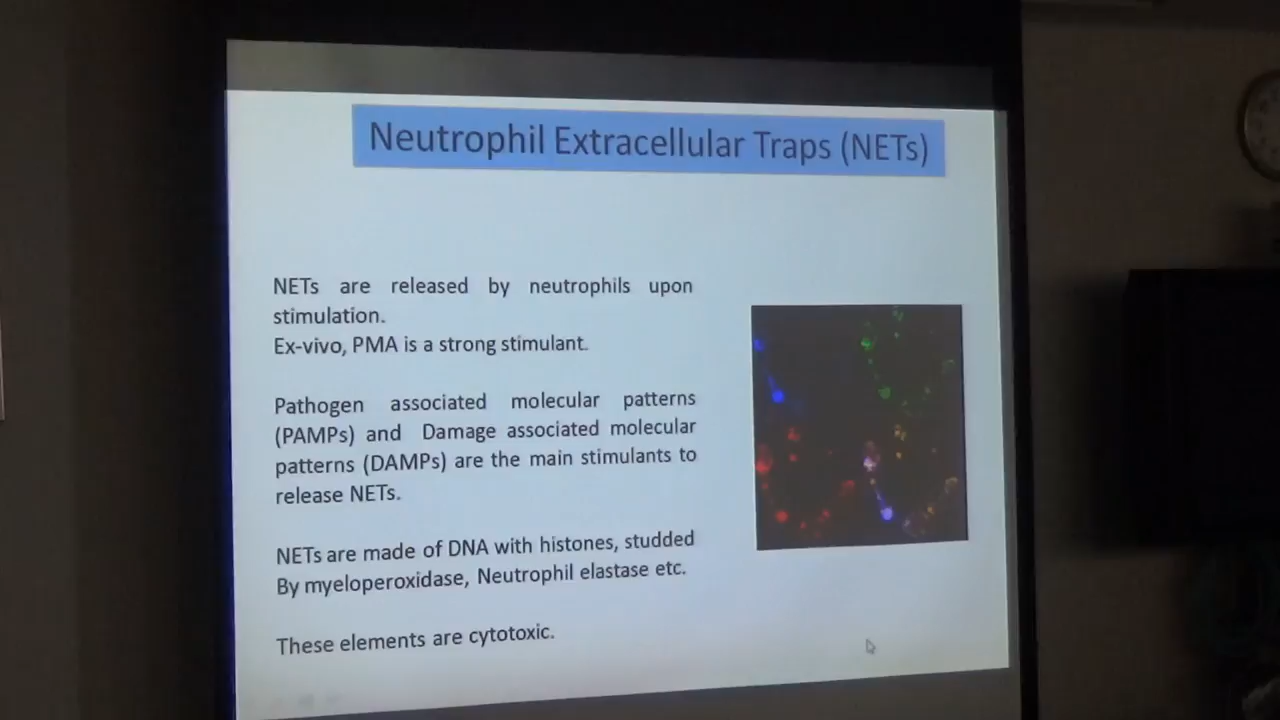 Neutrophil Extracellular Traps (NETs)
NETs are released by neutrophils upon
stimulation.
Ex-vivo, PMA is a strong stimulant.
Pathogen associated molecular patterns
(PAMPs) and Damage associated molecular
patterns (DAMPs) are the main stimulants to
release NETs.
NETs are made of DNA with histones, studded
By myeloperoxidase, Neutrophil elastase etc.
These elements are cytotoxic.